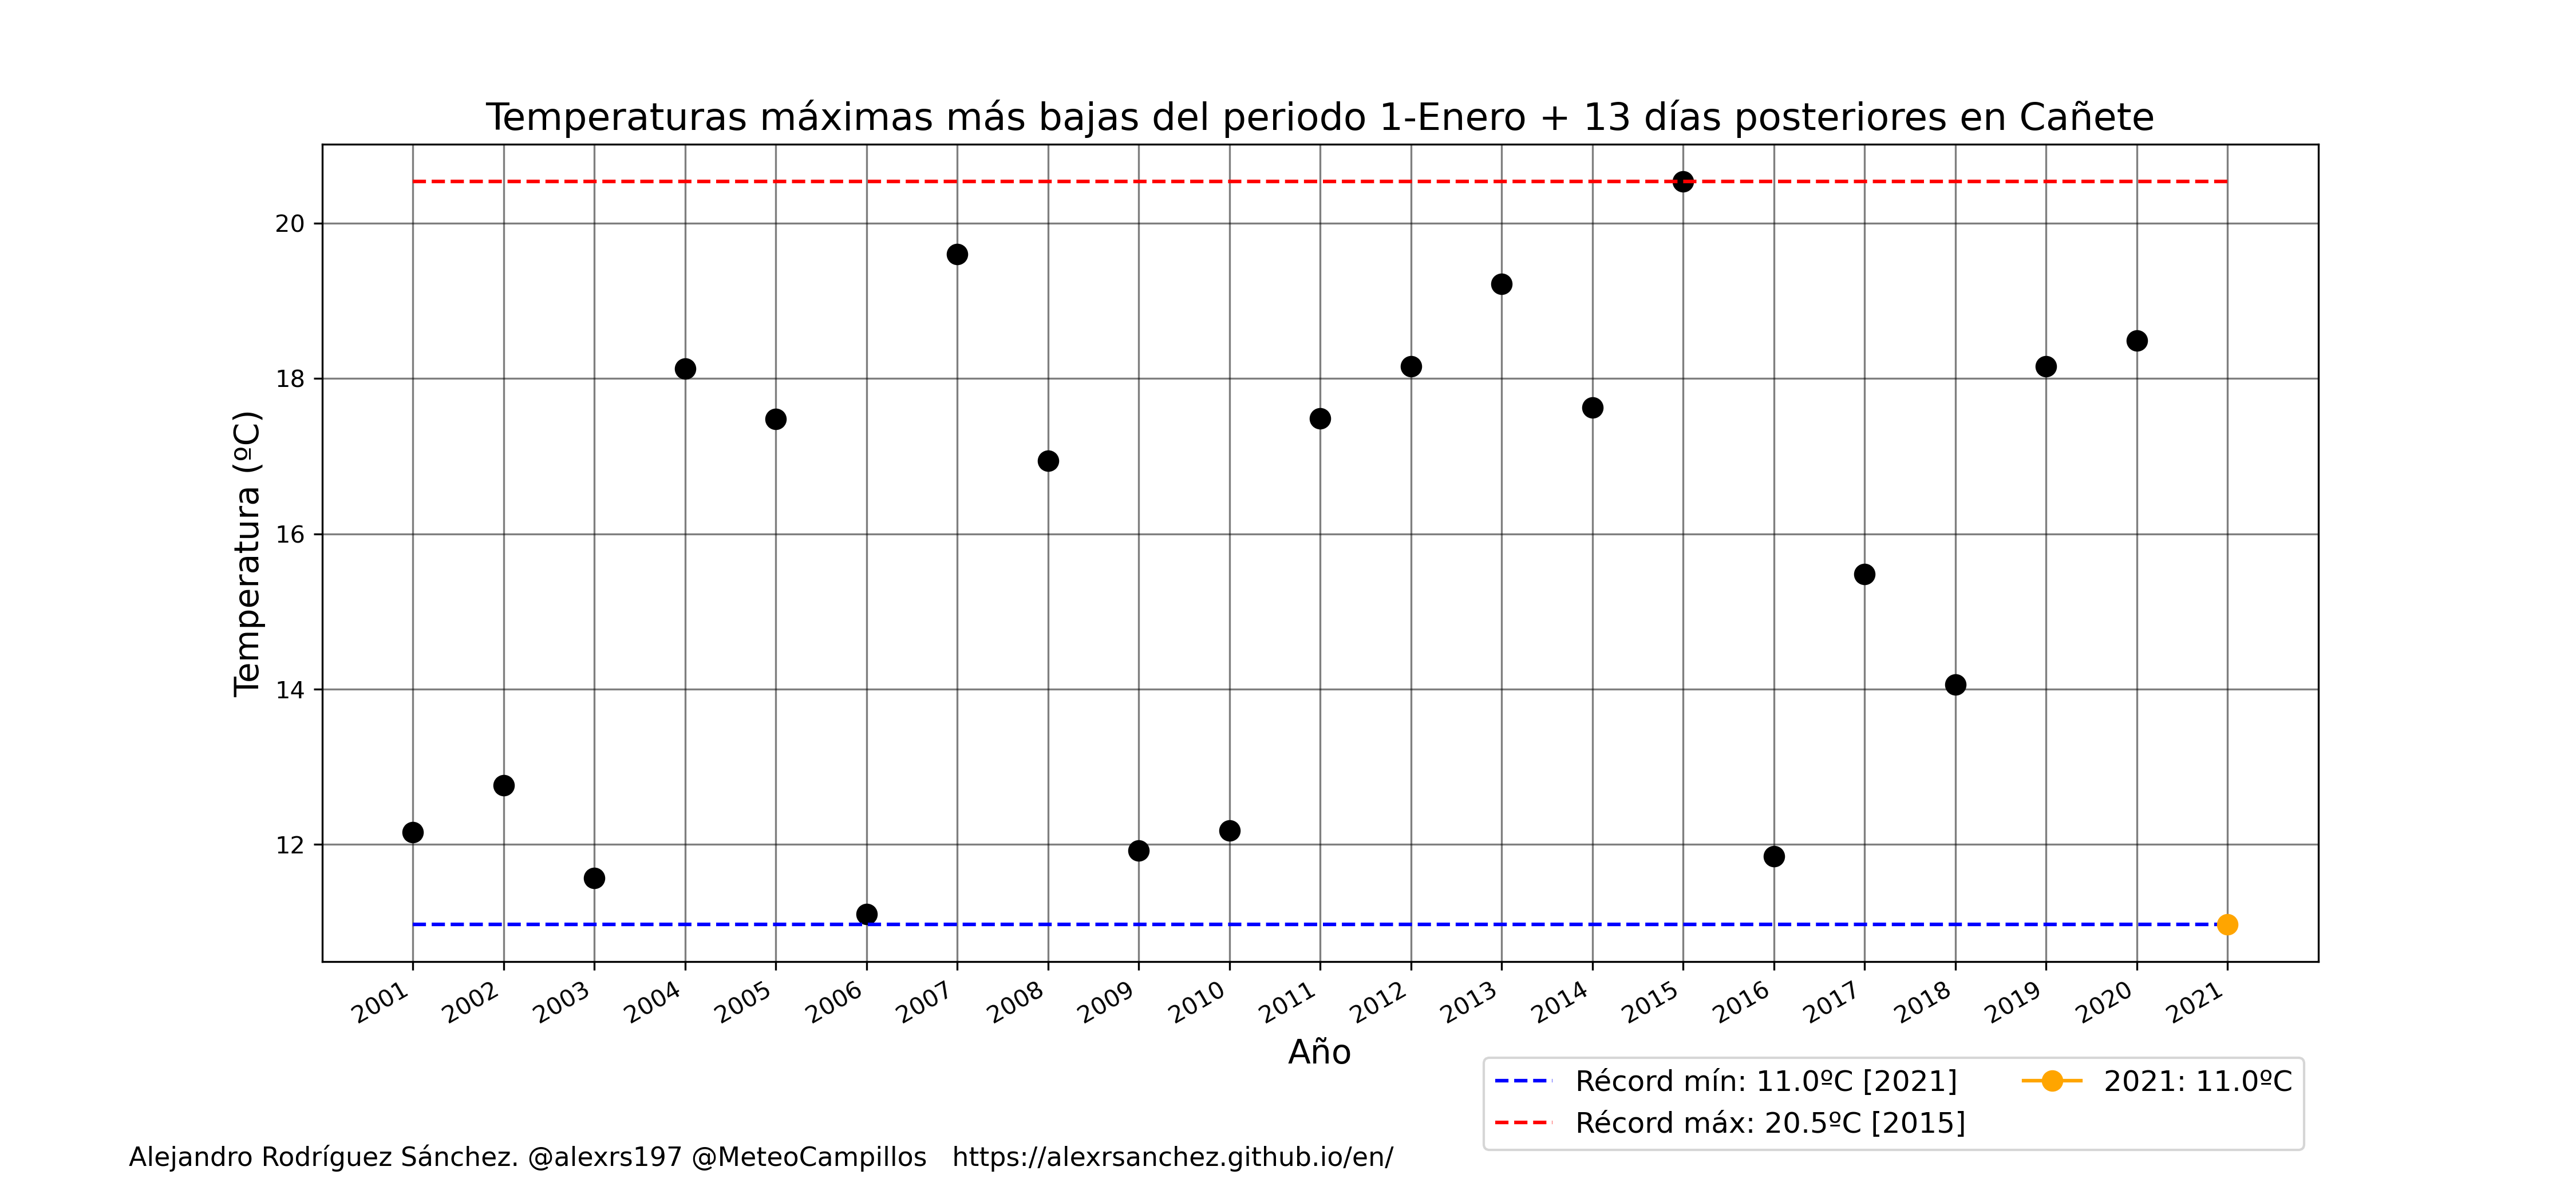 Temperaturas máximas más bajas del periodo 1-Enero + 13 días posteriores en Cañete
Temperatura (ºC)
20
18
16
14
12
2001 2002 2003 2004 2005 2006 2007 2008 2009 2010 2011 2012 2013 2014 2015 2016 2017 2018 2019 2020 2021
Año
Récord mín: 11.0ºC [2021]
Récord máx: 20.5ºC [2015]
2021: 11.0ºC
Alejandro Rodríguez Sánchez. @alexrs197 @MeteoCampillos https://alexrsanchez.github.io/en/